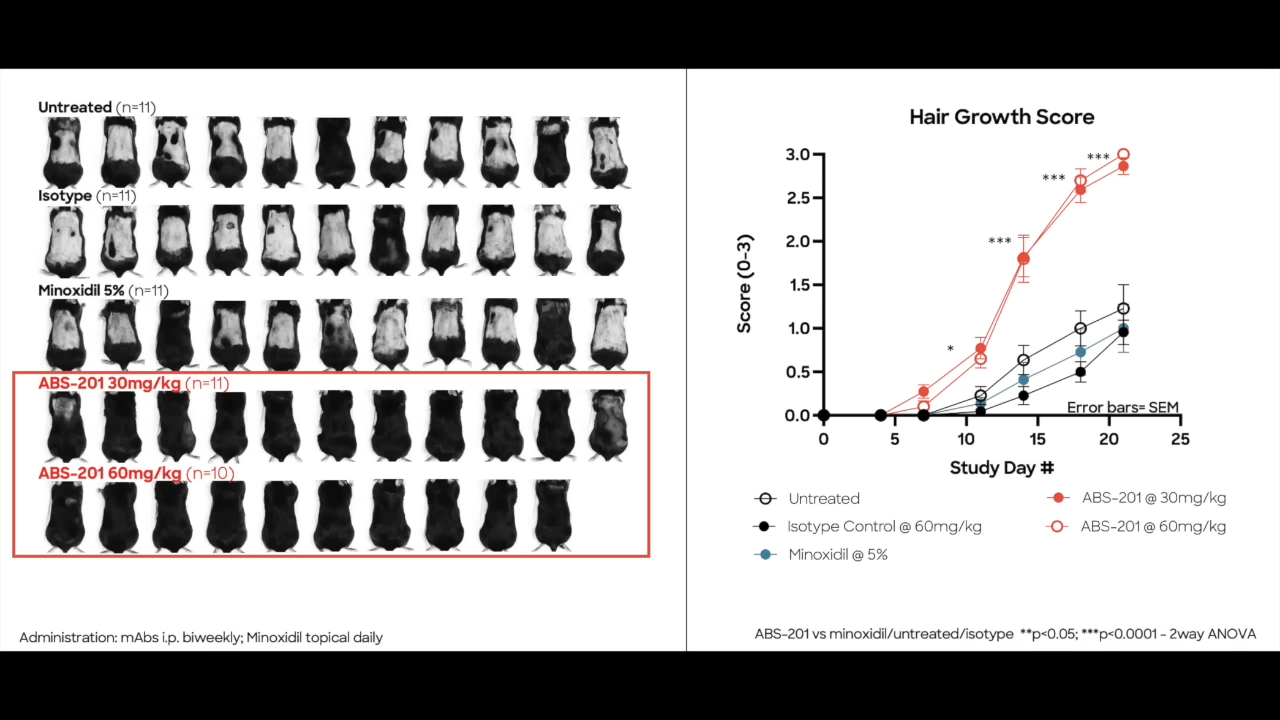 Untreated (n=11)
Isotype (n=11)
Minoxidil 5% (n=11)
ABS-201 30mg/kg (n=11)
ABS-201 60mg/kg (n=10)
Administration: mAbs i.p. biweekly; Minoxidil topical daily
Hair Growth Score
Score (0-3)
3.0
2.5
2.0
1.5
1.0
0.5
0.0
***
***
***
*
Error bars= SEM
0 5 10 15 20 25
Study Day #
Untreated
Isotype Control @ 60mg/kg
Minoxidil @ 5%
ABS-201 @ 30mg/kg
ABS-201 @ 60mg/kg
ABS-201 vs minoxidil/untreated/isotype **p<0.05; ***p<0.0001 - 2way ANOVA